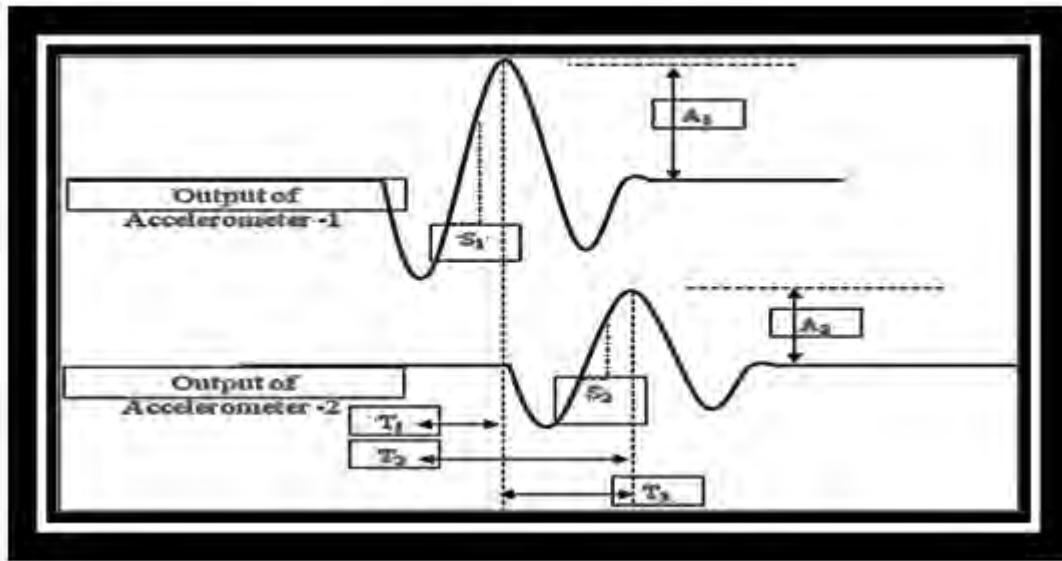 A₁
Output of
Accelerometer -1
S₁
A₂
Output of
Accelerometer -2
S₂
T₁
T₂
T₃